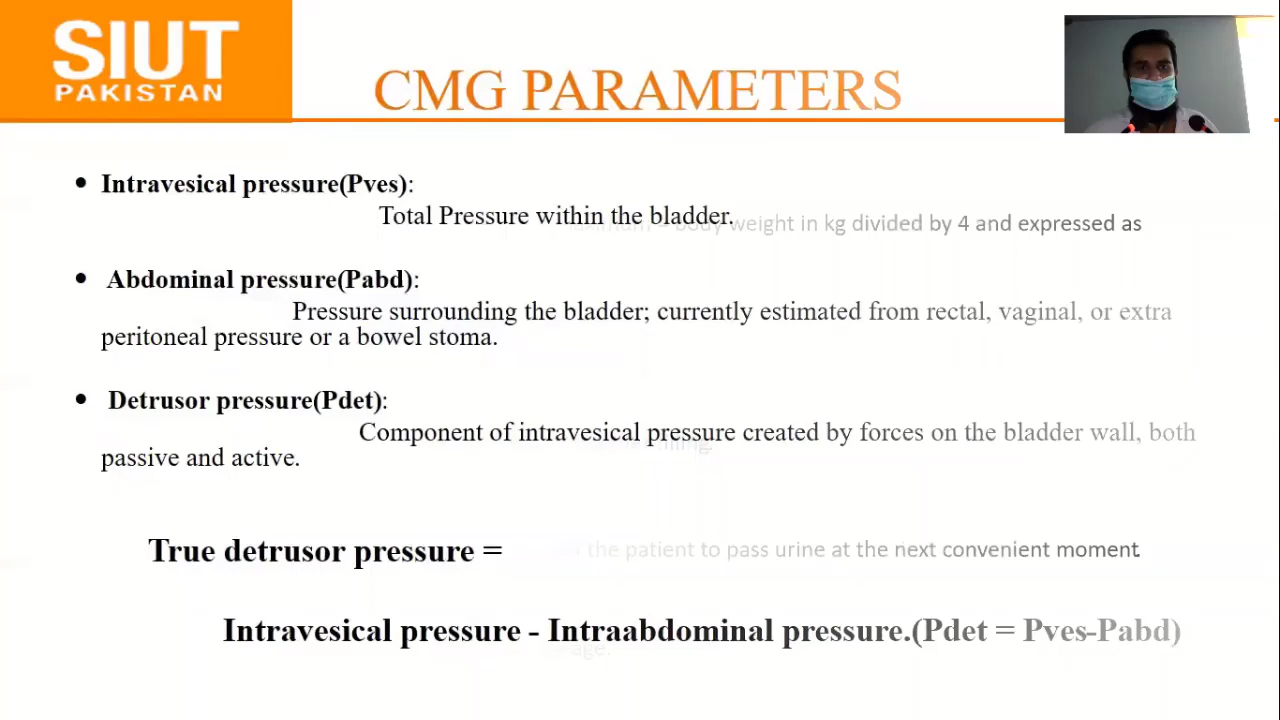 SIUT
PAKISTAN
CMG PARAMETERS
• Intravesical pressure(Pves):
Total Pressure within the bladder.
body weight in kg divided by 4 and expressed as
• Abdominal pressure(Pabd):
Pressure surrounding the bladder; currently estimated from rectal, vaginal, or extra
peritoneal pressure or a bowel stoma.
• Detrusor pressure(Pdet):
Component of intravesical pressure created by forces on the bladder wall, both
passive and active.
True detrusor pressure =
the patient to pass urine at the next convenient moment.
Intravesical pressure - Intraabdominal pressure.(Pdet = Pves-Pabd)
age.